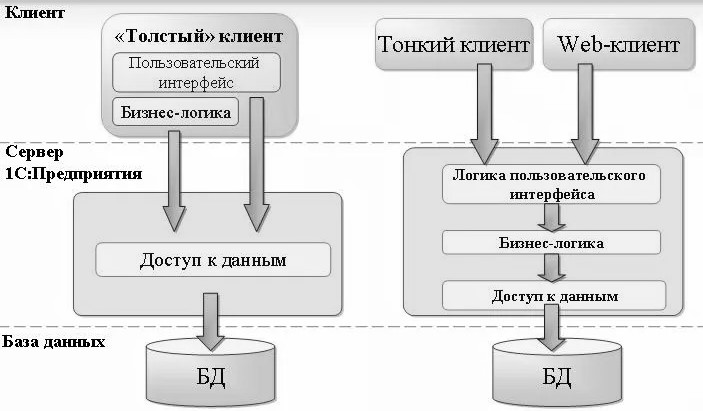 Клиент
«Толстый» клиент
Пользовательский
интерфейс
Бизнес-логика
Тонкий клиент
Web-клиент
Сервер
1С:Предприятия
Доступ к данным
Логика пользовательского
интерфейса
Бизнес-логика
Доступ к данным
База данных
БД
БД